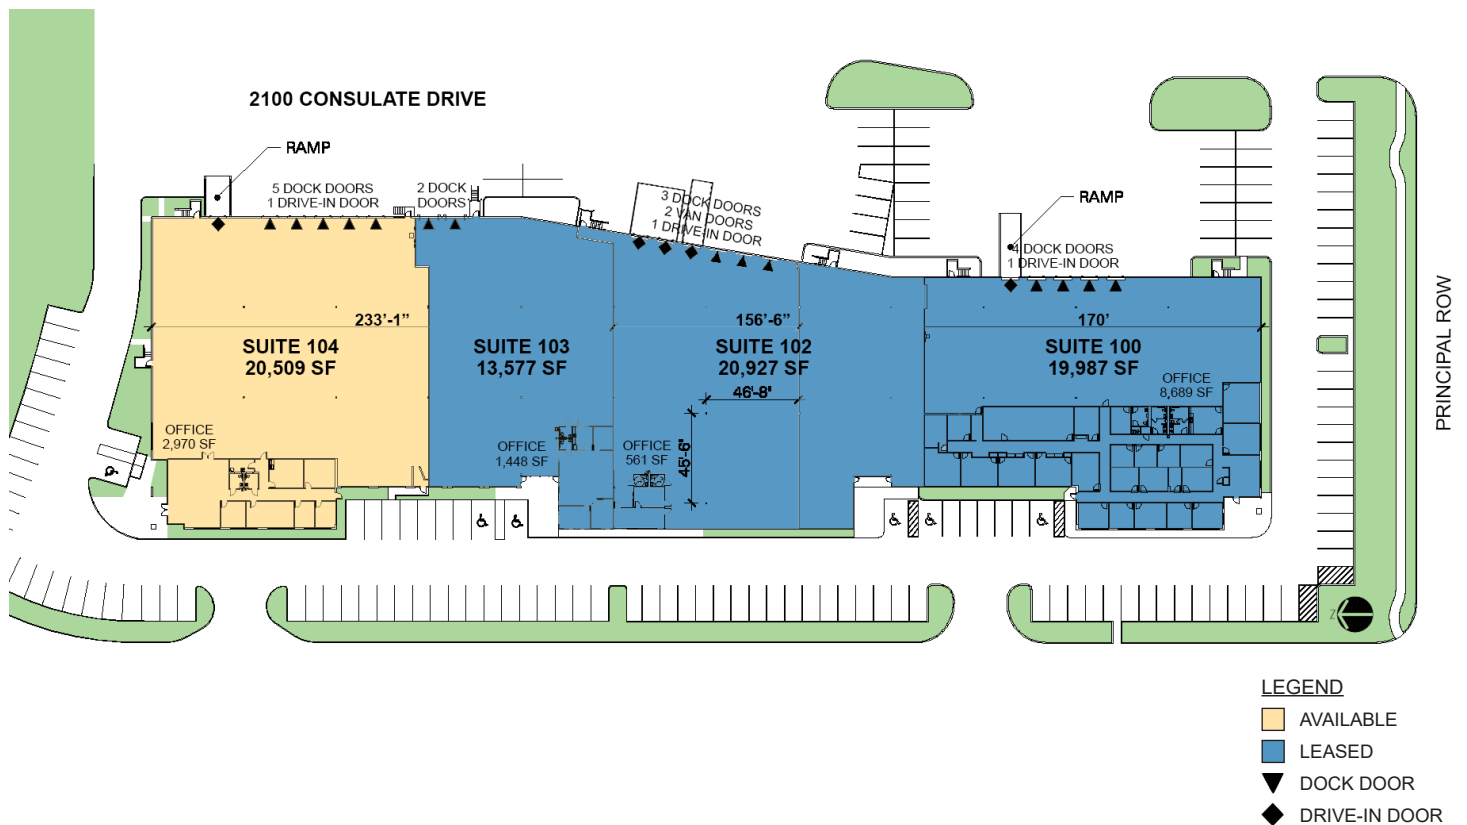 2100 CONSULATE DRIVE
RAMP
5 DOCK DOORS
1 DRIVE-IN DOOR
2 DOCK
DOORS
3 DOCK DOORS
2 VAN DOORS
1 DRIVE-IN DOOR
RAMP
4 DOCK DOORS
1 DRIVE-IN DOOR
233'-1"
156'-6"
170'
SUITE 104
20,509 SF
SUITE 103
13,577 SF
SUITE 102
20,927 SF
SUITE 100
19,987 SF
46'-8"
45'-6"
OFFICE
2,970 SF
OFFICE
1,448 SF
OFFICE
561 SF
OFFICE
8,689 SF
PRINCIPAL ROW
Z
LEGEND
AVAILABLE
LEASED
DOCK DOOR
DRIVE-IN DOOR